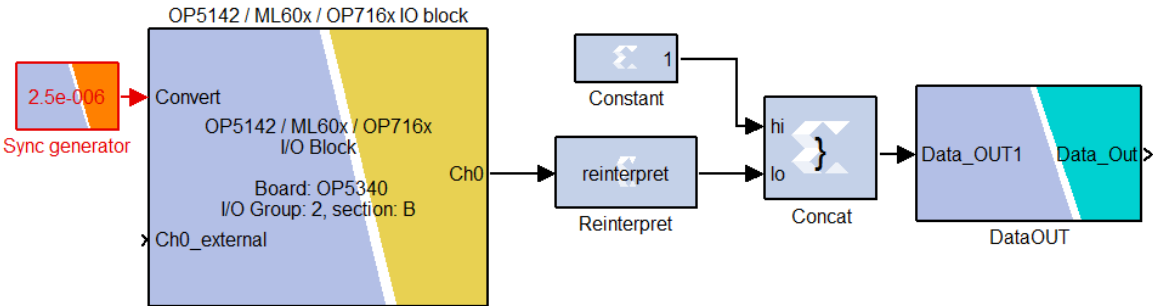 OP5142 / ML60x / OP716x IO block
2.5e-006
Sync generator
Convert
OP5142 / ML60x / OP716x
I/O Block
Board: OP5340
I/O Group: 2, section: B
Ch0
Ch0_external
1
Constant
reinterpret
Reinterpret
hi
lo
}
Concat
Data_OUT1
Data_Out
DataOUT